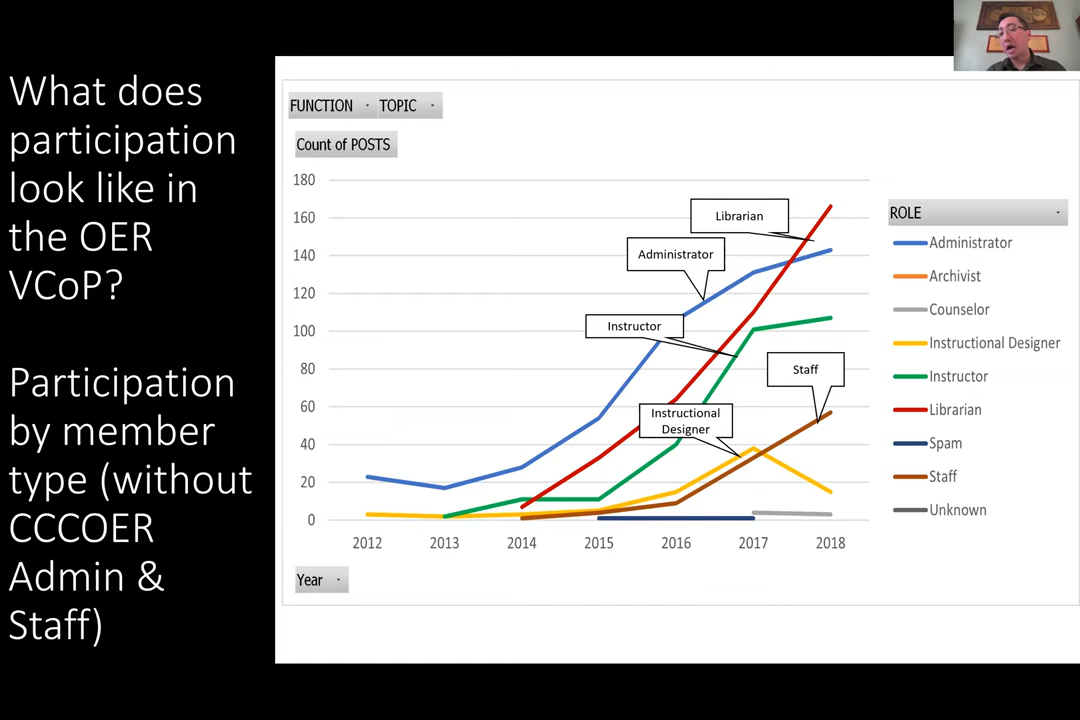 What does
participation
look like in
the OER
VCoP?
Participation
by member
type (without
CCCOER
Admin &
Staff)
FUNCTION TOPIC
Count of POSTS
180
160
140
120
100
80
60
40
20
0
2012 2013 2014 2015 2016 2017 2018
Librarian
Administrator
Instructor
Staff
Instructional
Designer
Year
ROLE
Administrator
Archivist
Counselor
Instructional Designer
Instructor
Librarian
Spam
Staff
Unknown